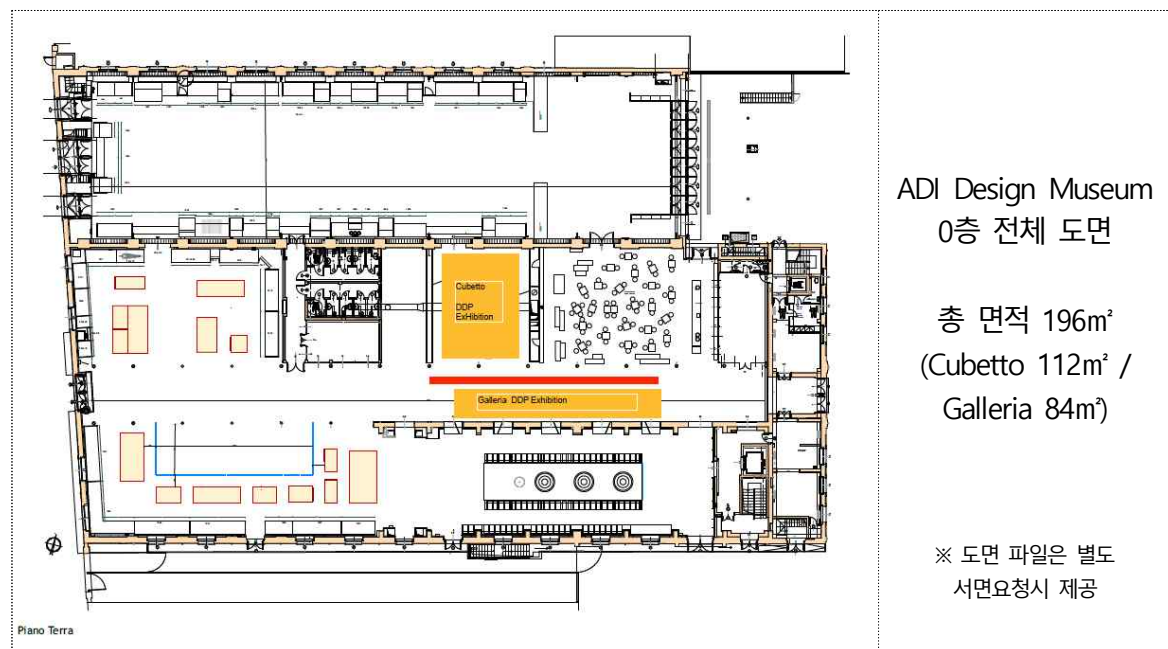 Cubetto
DDP
ExHibition
Galleria DDP Exhibition
Piano Terra
ADI Design Museum
0층 전체 도면
총 면적 196㎡
(Cubetto 112㎡ /
Galleria 84㎡)
※ 도면 파일은 별도
서면요청시 제공